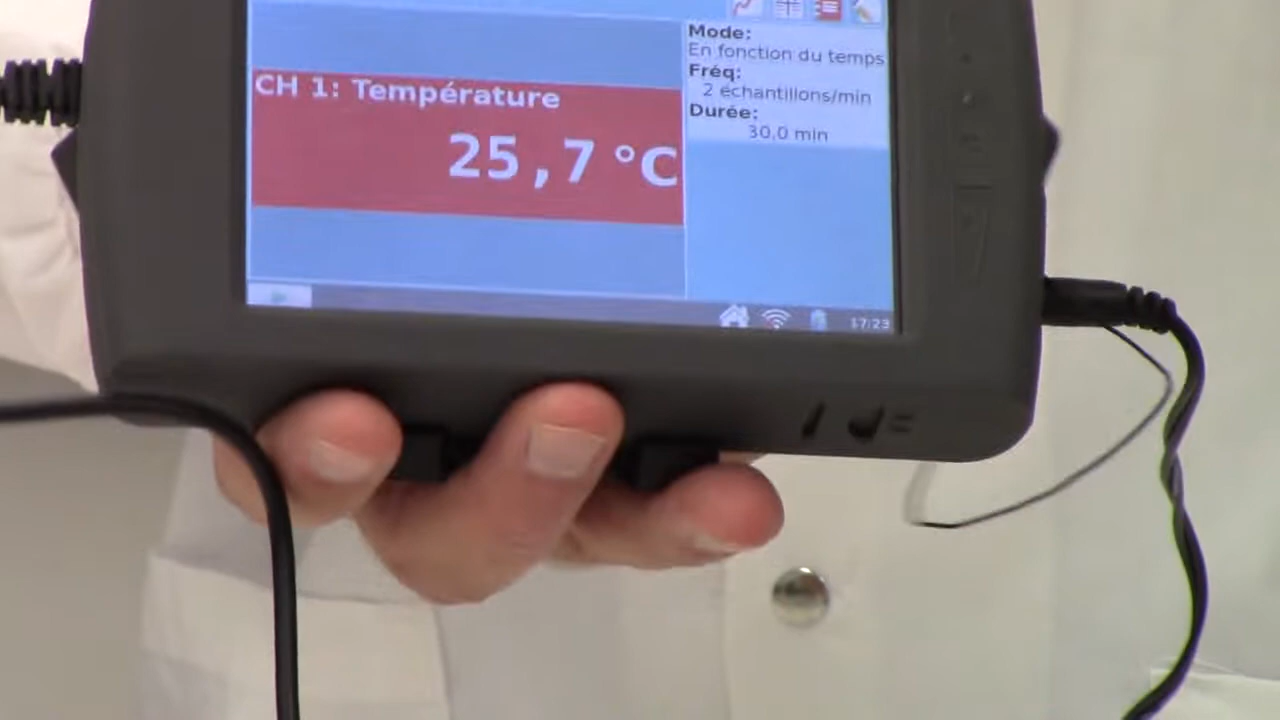 CH 1: Température
25,7 °C
Mode:
En fonction du temps
Fréq:
2 échantillons/min
Durée:
30,0 min
17:23